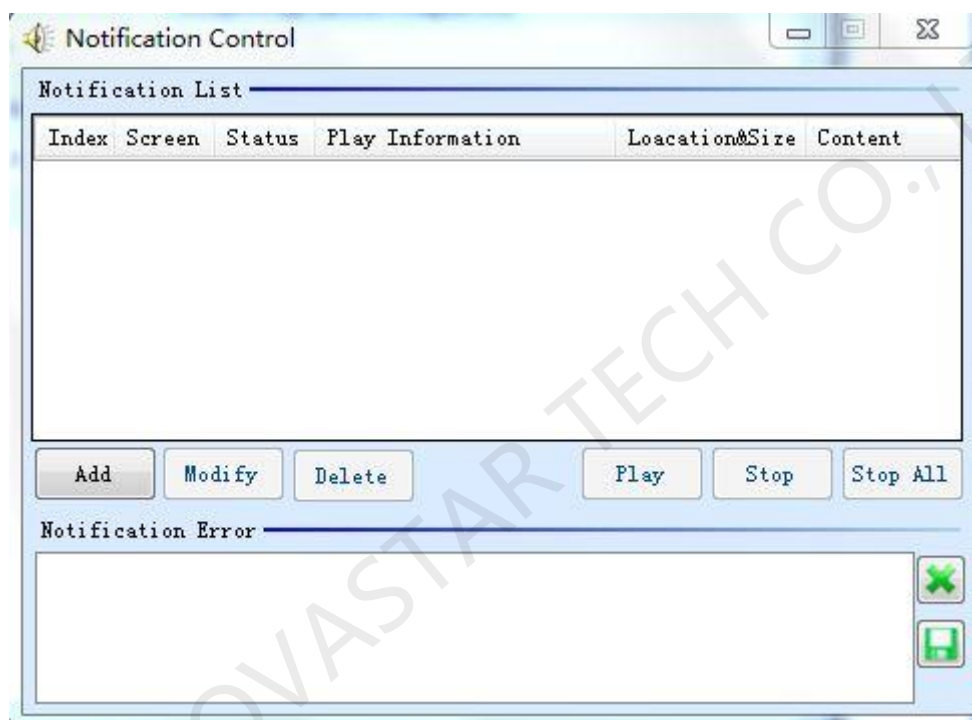 Notification Control
Notification List
Index Screen Status Play Information Loacation&Size Content
Add Modify Delete Play Stop Stop All
Notification Error
OVASTAR TECH CO.,